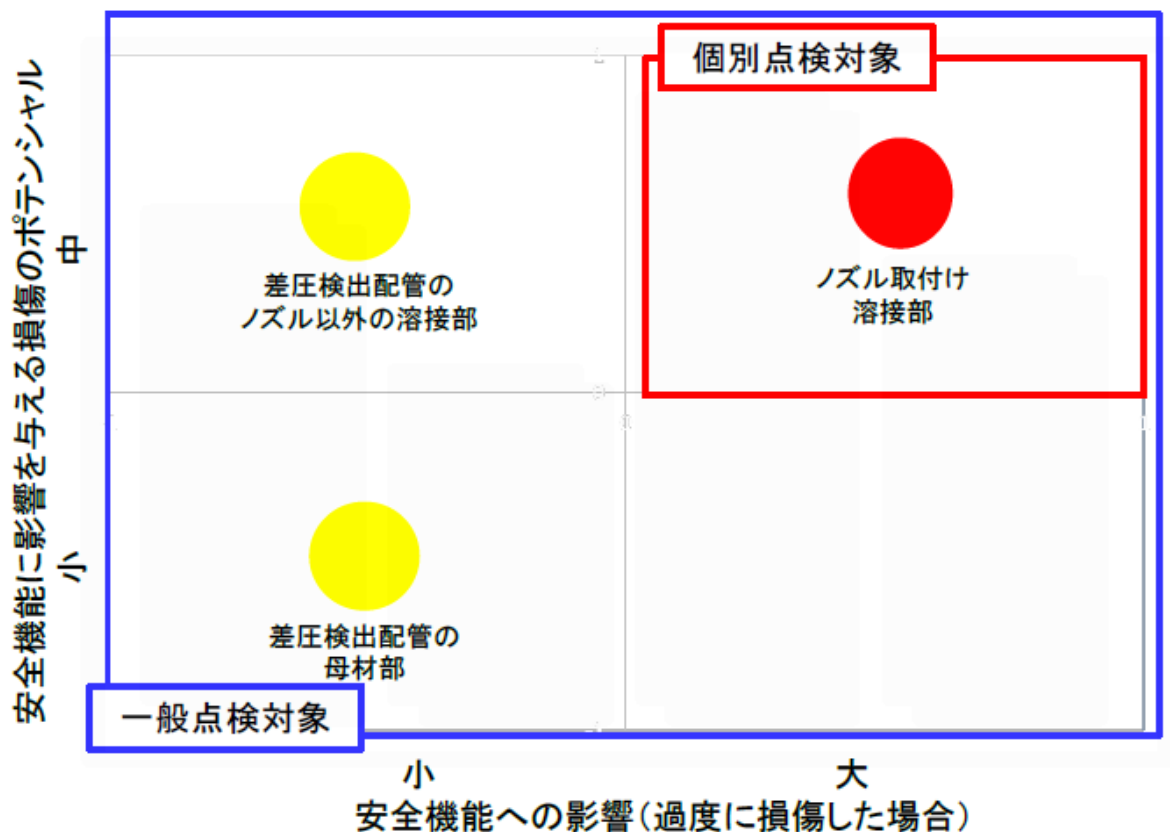 個別点検対象
安全機能に影響を与える損傷のポテンシャル
中
小
差圧検出配管の
ノズル以外の溶接部
ノズル取付け
溶接部
差圧検出配管の
母材部
一般点検対象
小
大
安全機能への影響(過度に損傷した場合)